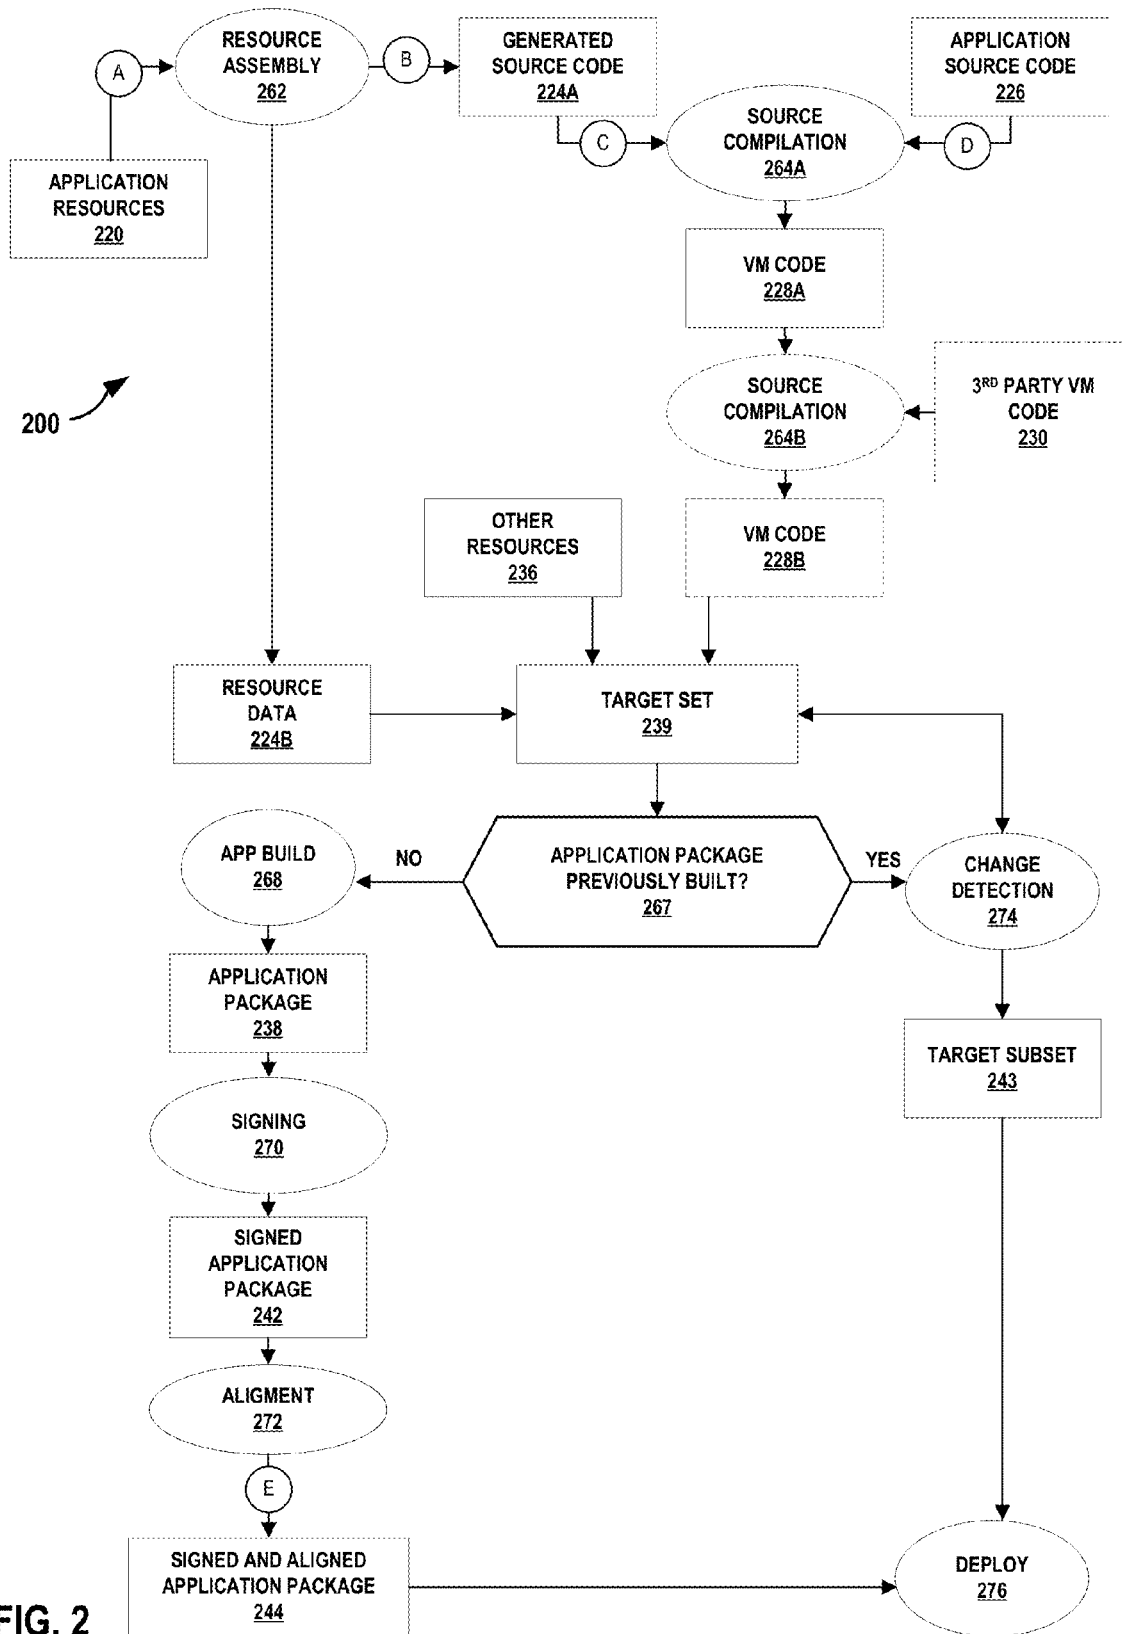 RESOURCE
ASSEMBLY
262
A
B
GENERATED
SOURCE CODE
224A
APPLICATION
SOURCE CODE
226
C
SOURCE
COMPILATION
264A
D
APPLICATION
RESOURCES
220
VM CODE
228A
200
SOURCE
COMPILATION
264B
3RD PARTY VM
CODE
230
OTHER
RESOURCES
236
VM CODE
228B
RESOURCE
DATA
224B
TARGET SET
239
APP BUILD
268
NO
APPLICATION PACKAGE
PREVIOUSLY BUILT?
267
YES
CHANGE
DETECTION
274
APPLICATION
PACKAGE
238
TARGET SUBSET
243
SIGNING
270
SIGNED
APPLICATION
PACKAGE
242
ALIGMENT
272
E
SIGNED AND ALIGNED
APPLICATION PACKAGE
244
DEPLOY
276
FIG. 2